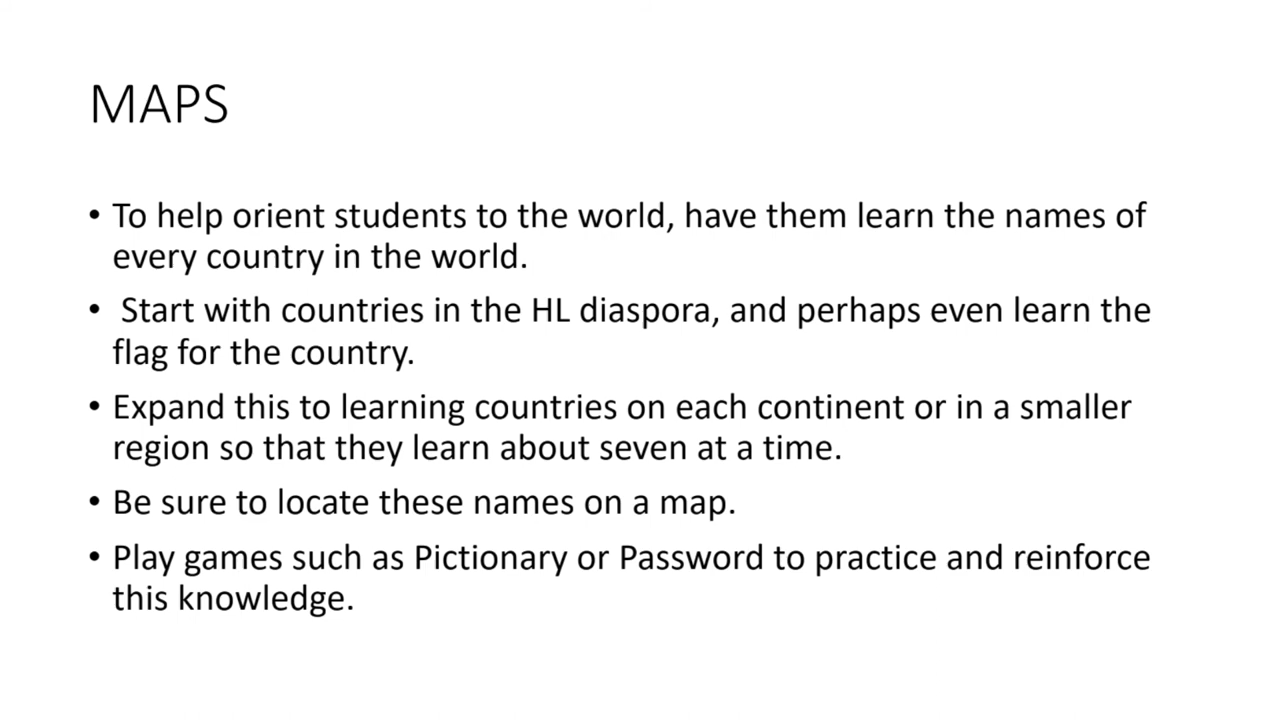 MAPS
• To help orient students to the world, have them learn the names of
every country in the world.
• Start with countries in the HL diaspora, and perhaps even learn the
flag for the country.
• Expand this to learning countries on each continent or in a smaller
region so that they learn about seven at a time.
• Be sure to locate these names on a map.
• Play games such as Pictionary or Password to practice and reinforce
this knowledge.